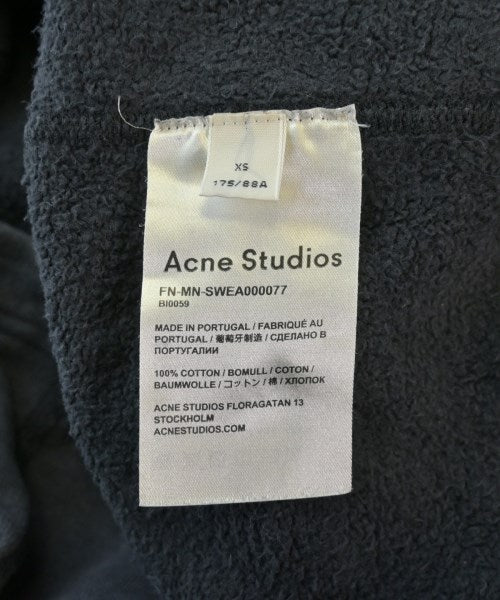 XS
175/88A
Acne Studios
FN-MN-SWEA000077
BI0059
MADE IN PORTUGAL / FABRIQUÉ AU
PORTUGAL / 葡萄牙制造 / СДЕЛАНО В
ПОРТУГАЛИИ
100% COTTON / BOMULL / COTON /
BAUMWOLLE / コットン / 棉 / ХЛОПОК
ACNE STUDIOS FLORAGATAN 13
STOCKHOLM
ACNESTUDIOS.COM